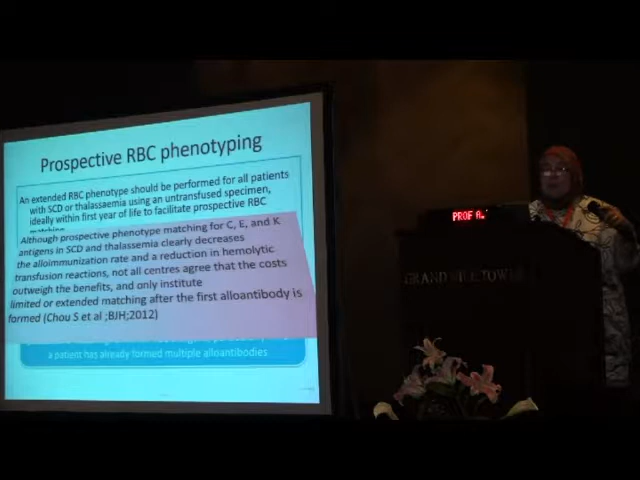 Prospective RBC phenotyping
An extended RBC phenotype should be performed for all patients
with SCD or thalassaemia using an untransfused specimen,
ideally within first year of life to facilitate prospective RBC
Although prospective phenotype matching for C, E, and K
antigens in SCD and thalassemia clearly decreases
the alloimmunization rate and a reduction in hemolytic
transfusion reactions, not all centres agree that the costs
outweigh the benefits, and only institute
limited or extended matching after the first alloantibody is
formed (Chou S et al ;BJH;2012)
a patient has already formed multiple alloantibodies
PROF A.
GRAND NILE TOWER